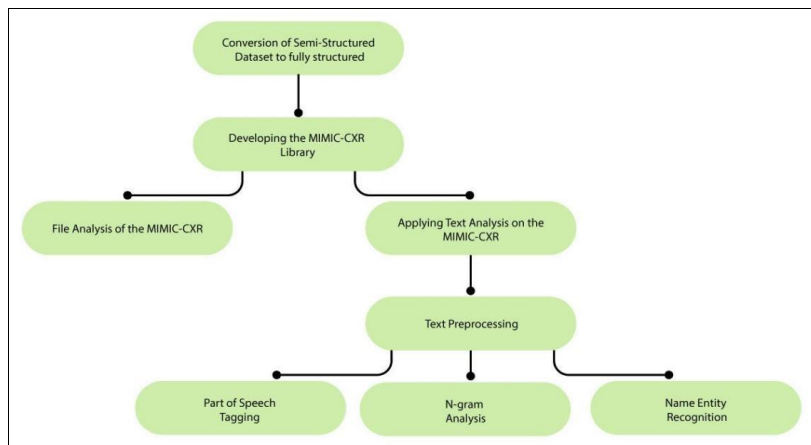 Conversion of Semi-Structured
Dataset to fully structured
Developing the MIMIC-CXR
Library
File Analysis of the MIMIC-CXR
Applying Text Analysis on the
MIMIC-CXR
Text Preprocessing
Part of Speech
Tagging
N-gram
Analysis
Name Entity
Recognition